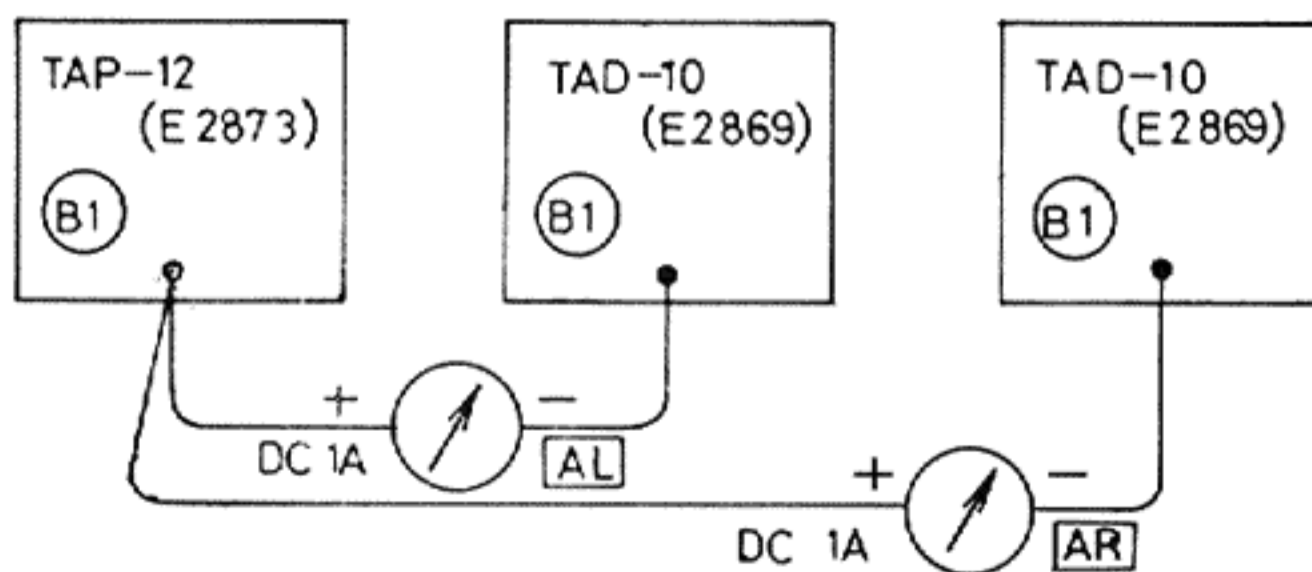 TAP-12
(E2873)
B1
TAD-10
(E2869)
B1
TAD-10
(E2869)
B1
+
−
DC 1A
AL
+
−
DC 1A
AR